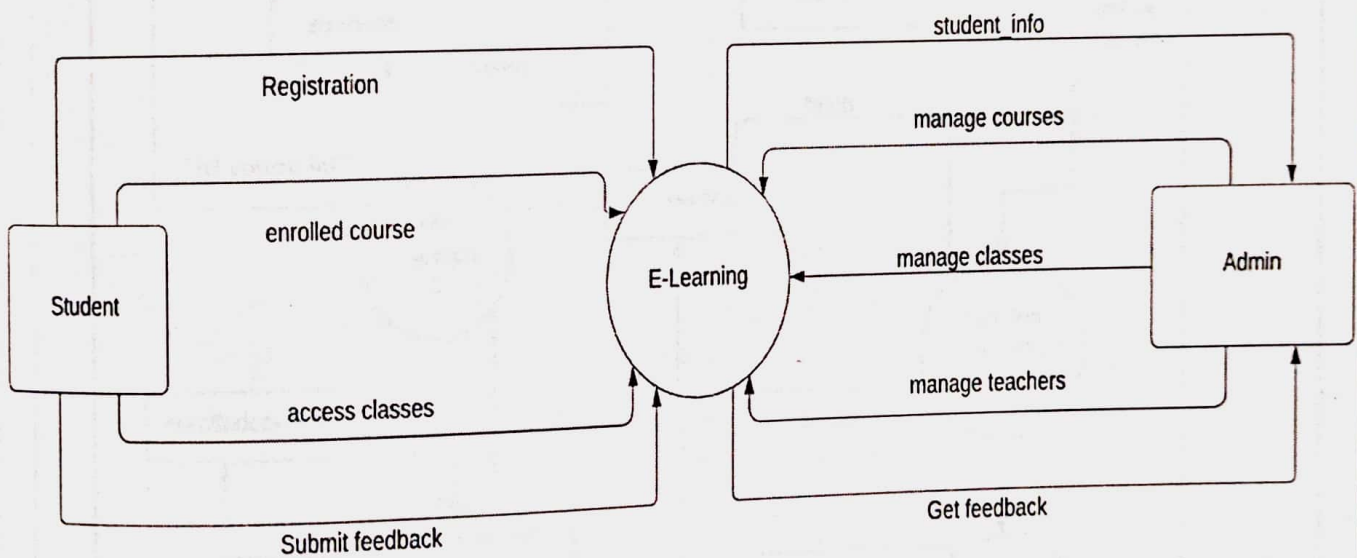 student_info
Registration
manage courses
enrolled course
manage classes
E-Learning
Admin
Student
manage teachers
access classes
Get feedback
Submit feedback